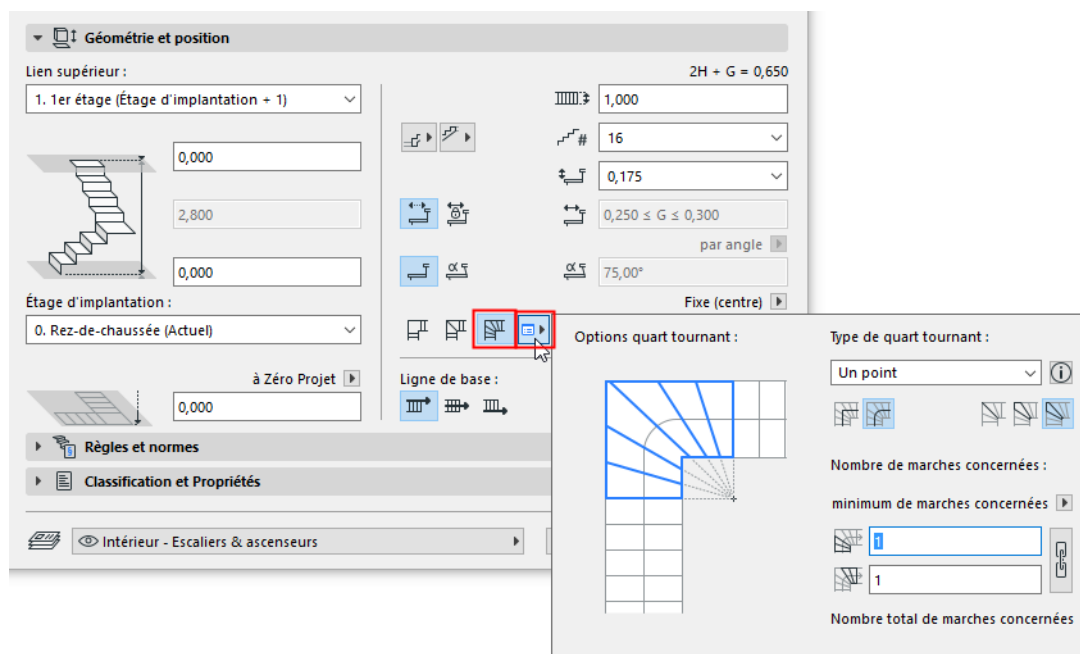 Géométrie et position
Lien supérieur :
2H + G = 0,650
1. 1er étage (Étage d'implantation + 1)
1,000
# 16
0,000
0,175
2,800
0,250 ≤ G ≤ 0,300
par angle
0,000
α
α 75,00°
Étage d'implantation :
Fixe (centre)
0. Rez-de-chaussée (Actuel)
à Zéro Projet
Ligne de base :
0,000
Règles et normes
Classification et Propriétés
Intérieur - Escaliers & ascenseurs
Options quart tournant :
Type de quart tournant :
Un point
Nombre de marches concernées :
minimum de marches concernées
1
1
Nombre total de marches concernées